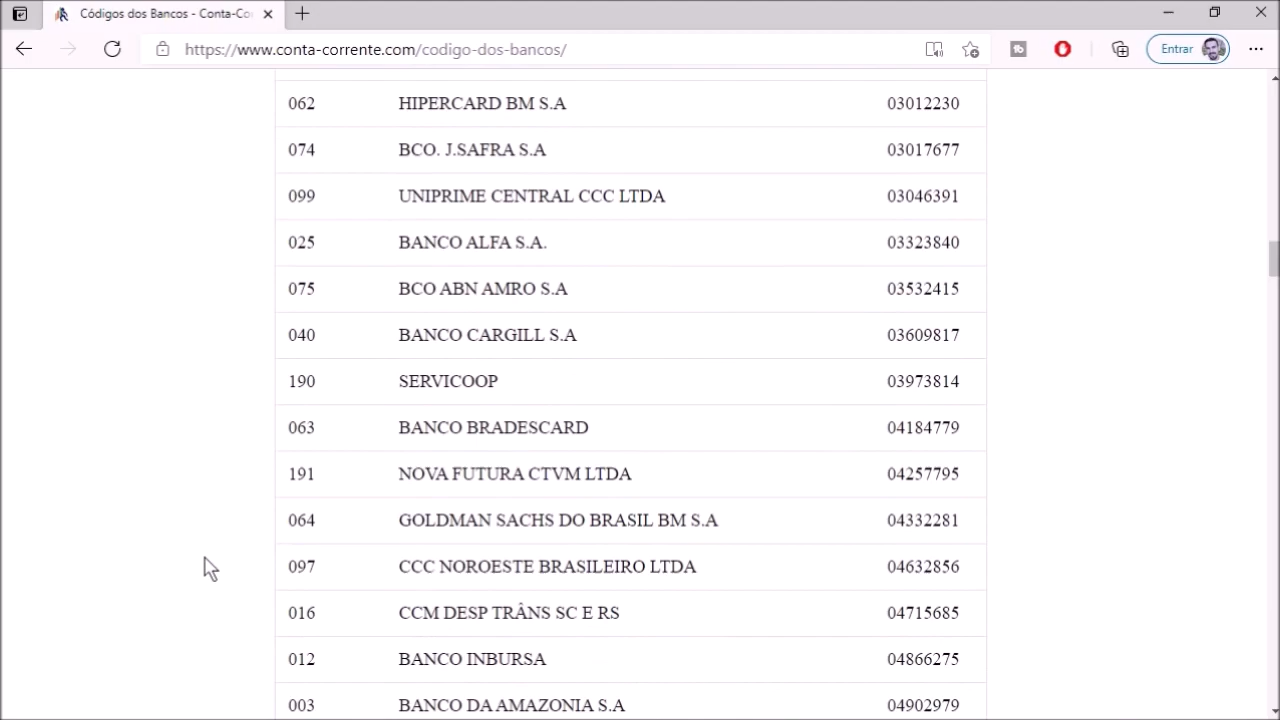 Códigos dos Bancos - Conta-Co
https://www.conta-corrente.com/codigo-dos-bancos/
Entrar
062 HIPERCARD BM S.A 03012230
074 BCO. J.SAFRA S.A 03017677
099 UNIPRIME CENTRAL CCC LTDA 03046391
025 BANCO ALFA S.A. 03323840
075 BCO ABN AMRO S.A 03532415
040 BANCO CARGILL S.A 03609817
190 SERVICOOP 03973814
063 BANCO BRADESCARD 04184779
191 NOVA FUTURA CTVM LTDA 04257795
064 GOLDMAN SACHS DO BRASIL BM S.A 04332281
097 CCC NOROESTE BRASILEIRO LTDA 04632856
016 CCM DESP TRÂNS SC E RS 04715685
012 BANCO INBURSA 04866275
003 BANCO DA AMAZONIA S.A 04902979